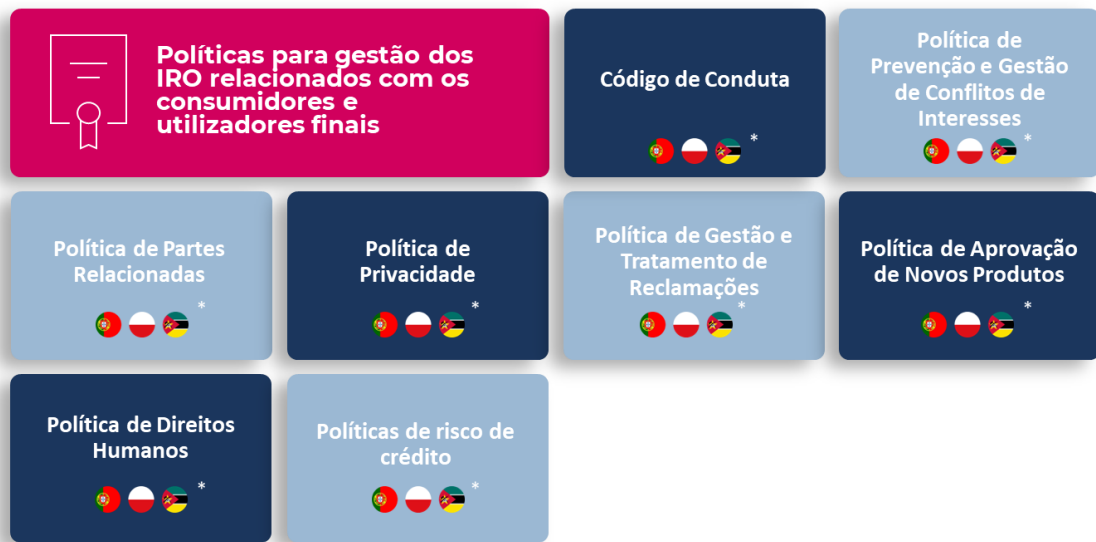 Políticas para gestão dos
IRO relacionados com os
consumidores e
utilizadores finais
Código de Conduta
*
Política de
Prevenção e Gestão
de Conflitos de
Interesses
*
Política de Partes
Relacionadas
*
Política de
Privacidade
*
Política de Gestão e
Tratamento de
Reclamações
*
Política de Aprovação
de Novos Produtos
*
Política de Direitos
Humanos
*
Políticas de risco de
crédito
*